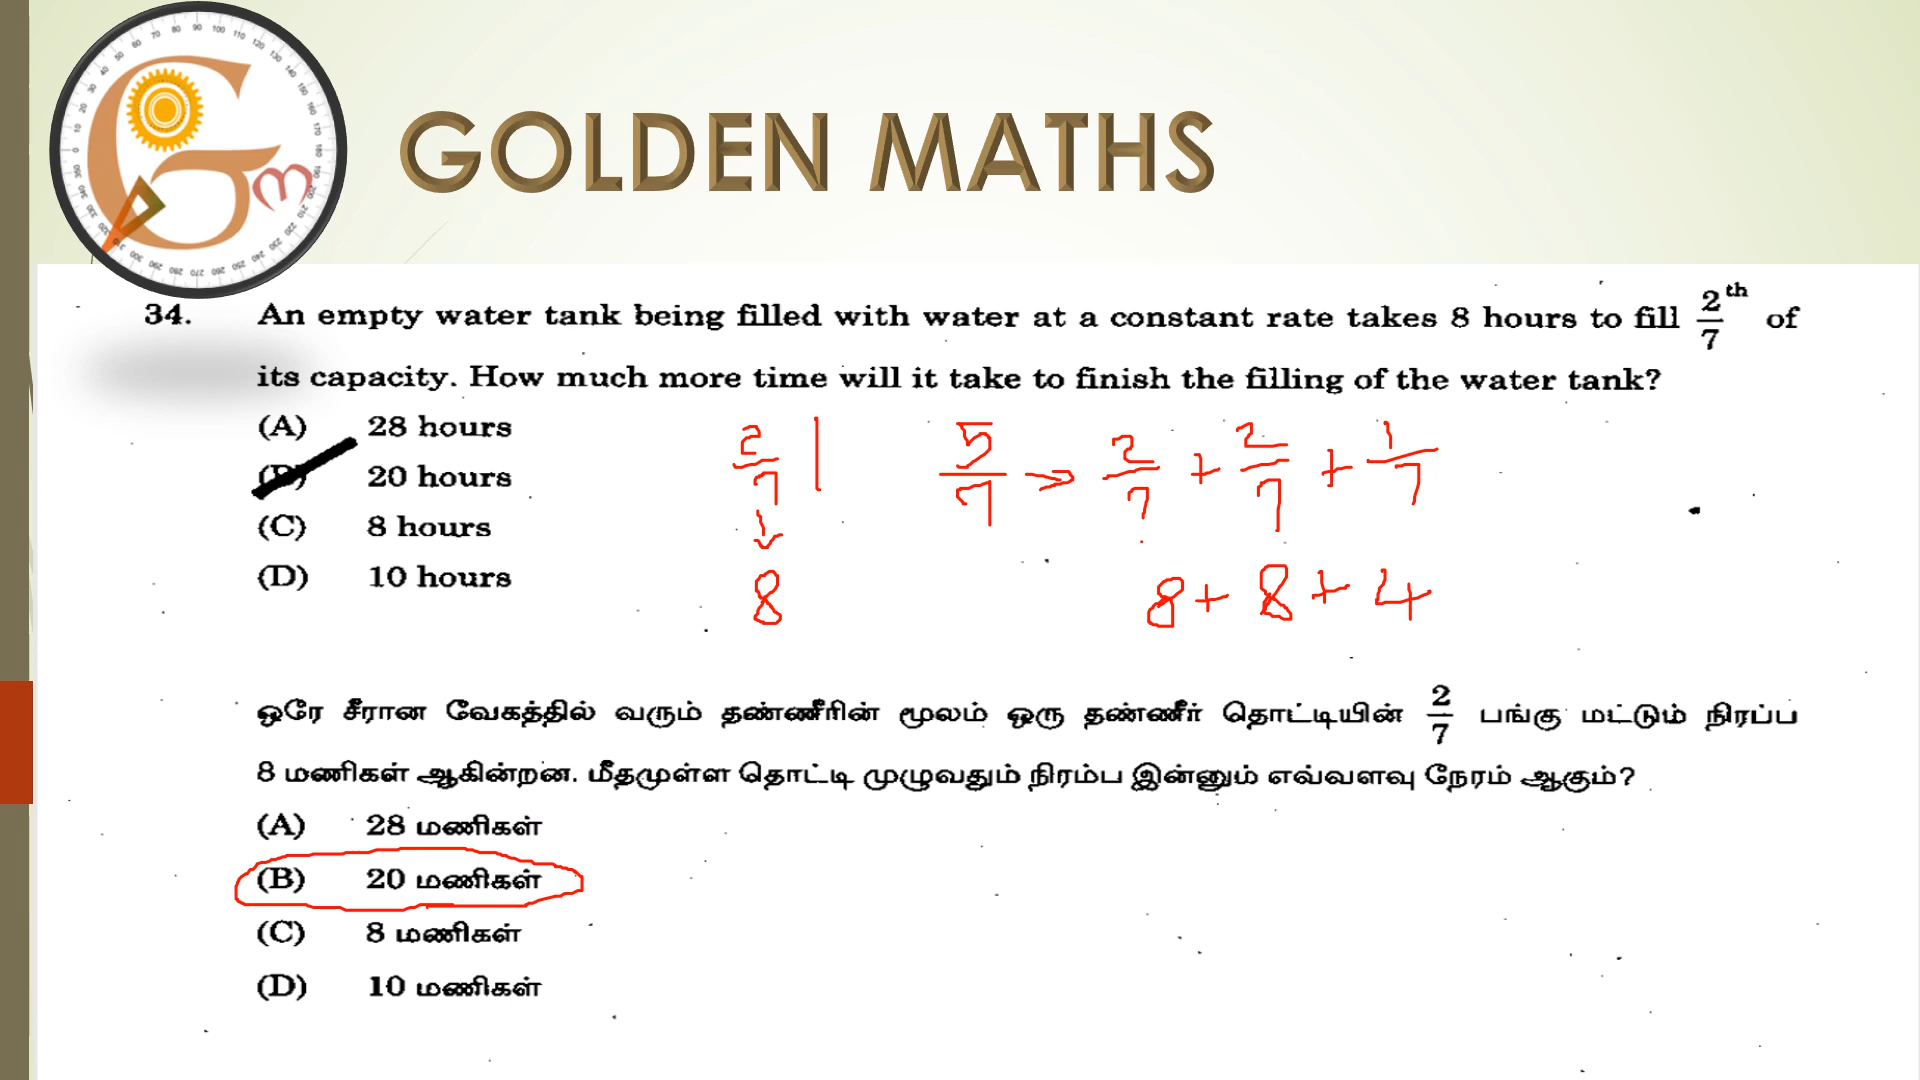 GOLDEN MATHS
34. An empty water tank being filled with water at a constant rate takes 8 hours to fill 2/7 th of
its capacity. How much more time will it take to finish the filling of the water tank?
(A) 28 hours
(B) 20 hours
(C) 8 hours
(D) 10 hours
2/7 | 5/7 => 2/7 + 2/7 + 1/7
↓
8 8 + 8 + 4
ஒரே சீரான வேகத்தில் வரும் தண்ணீரின் மூலம் ஒரு தண்ணீர் தொட்டியின் 2/7 பங்கு மட்டும் நிரப்ப
8 மணிகள் ஆகின்றன. மீதமுள்ள தொட்டி முழுவதும் நிரம்ப இன்னும் எவ்வளவு நேரம் ஆகும்?
(A) 28 மணிகள்
(B) 20 மணிகள்
(C) 8 மணிகள்
(D) 10 மணிகள்